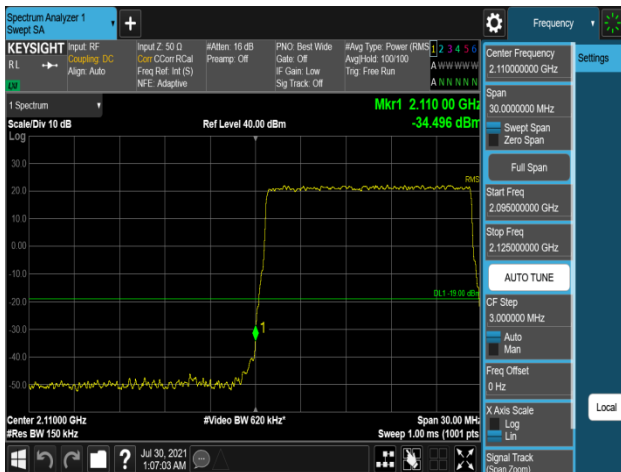 Spectrum Analyzer 1
Swept SA
Frequency
KEYSIGHT
RL
LXI
Input: RF
Coupling: DC
Align: Auto
Input Z: 50 Ω
Corr CCorr RCal
Freq Ref: Int (S)
NFE: Adaptive
#Atten: 16 dB
Preamp: Off
PNO: Best Wide
Gate: Off
IF Gain: Low
Sig Track: Off
#Avg Type: Power (RMS
Avg|Hold: 100/100
Trig: Free Run
1 2 3 4 5 6
A W W W W W
A N N N N N
1 Spectrum
Scale/Div 10 dB
Log
Ref Level 40.00 dBm
Mkr1 2.110 00 GHz
-34.496 dBm
30.0
20.0
10.0
0.00
-10.0
-20.0
-30.0
-40.0
-50.0
RMS
DL1 -19.00 dBm
1
Center 2.11000 GHz
#Res BW 150 kHz
#Video BW 620 kHz*
Span 30.00 MHz
Sweep 1.00 ms (1001 pts
Jul 30, 2021
1:07:03 AM
Center Frequency
2.110000000 GHz
Span
30.0000000 MHz
Swept Span
Zero Span
Full Span
Start Freq
2.095000000 GHz
Stop Freq
2.125000000 GHz
AUTO TUNE
CF Step
3.000000 MHz
Auto
Man
Freq Offset
0 Hz
X Axis Scale
Log
Lin
Signal Track
(Span Zoom)
Settings
Local